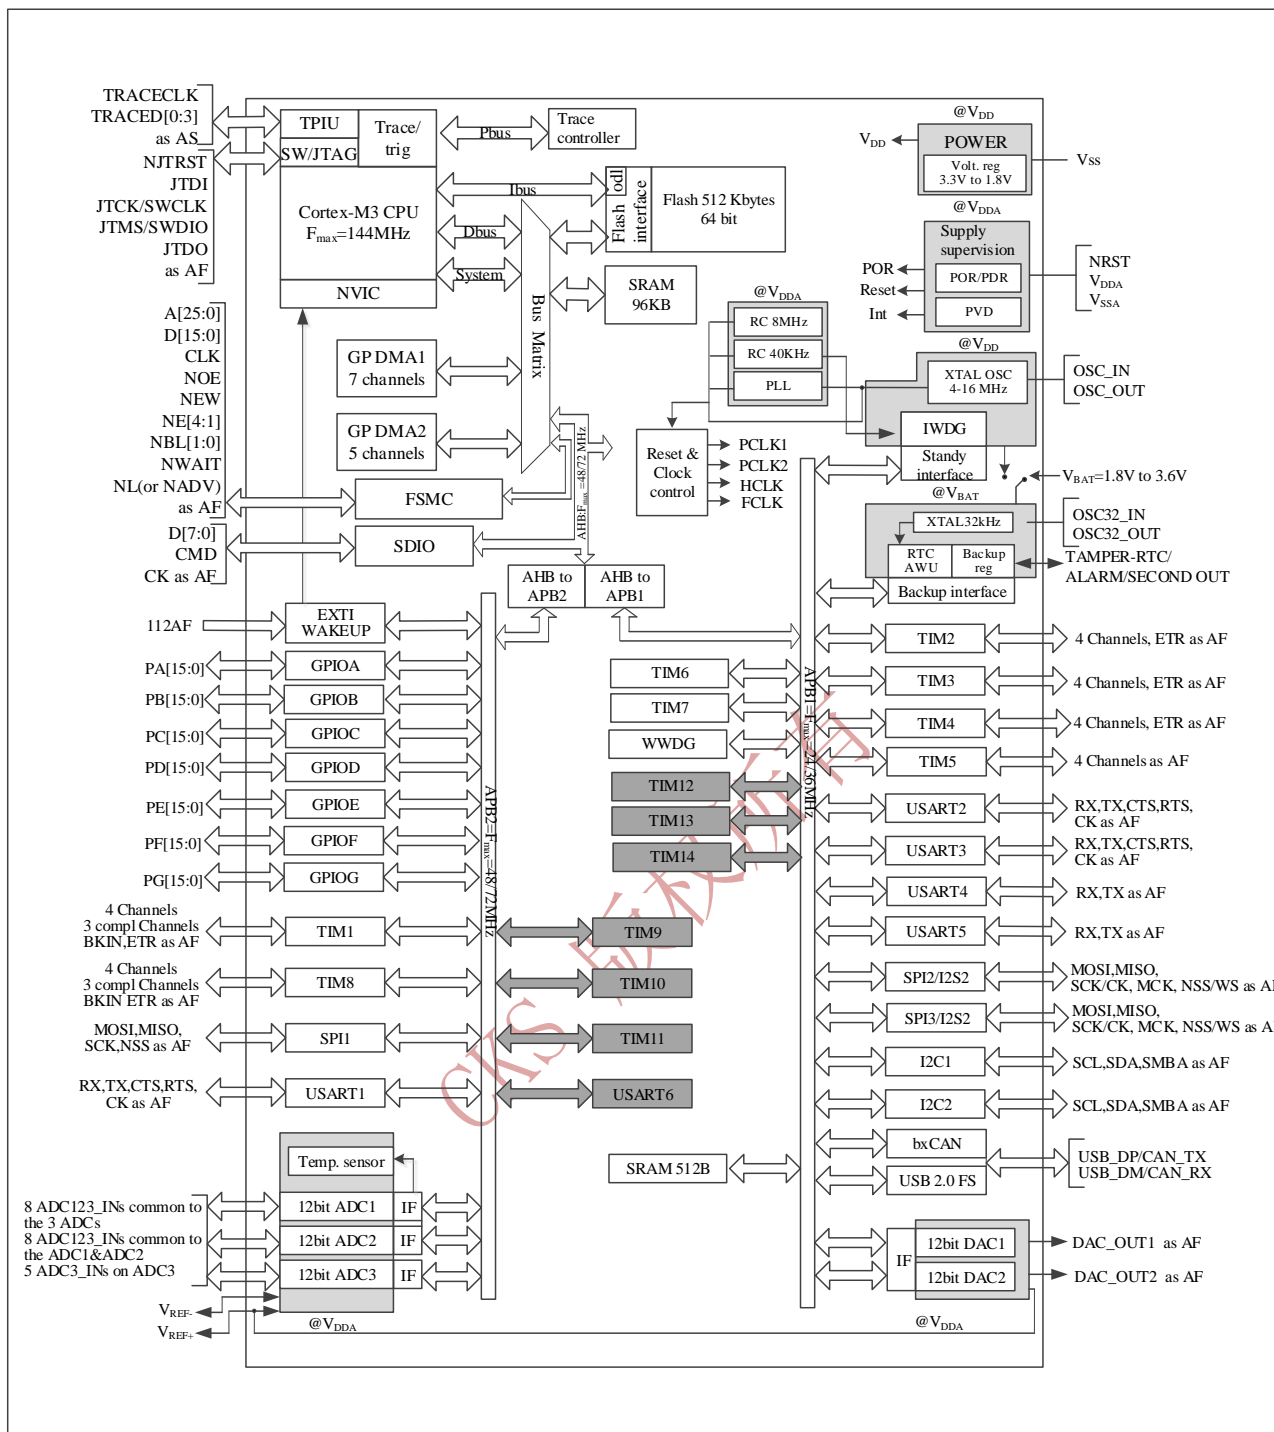 TRACECLK
TRACED[0:3]
as AS
NJTRST
JTDI
JTCK/SWCLK
JTMS/SWDIO
JTDO
as AF
TPIU
SW/JTAG
Trace/
trig
Cortex-M3 CPU
Fmax=144MHz
NVIC
Pbus
Trace
controller
Ibus
Dbus
System
Flash
interface
odl
Flash 512 Kbytes
64 bit
SRAM
96KB
Bus Matrix
@VDD
VDD
POWER
Volt. reg
3.3V to 1.8V
Vss
@VDDA
Supply
supervision
POR/PDR
PVD
POR
Reset
Int
NRST
VDDA
VSSA
@VDDA
RC 8MHz
RC 40KHz
PLL
@VDD
XTAL OSC
4-16 MHz
OSC_IN
OSC_OUT
IWDG
Standy
interface
Reset &
Clock
control
PCLK1
PCLK2
HCLK
FCLK
VBAT=1.8V to 3.6V
@VBAT
XTAL32kHz
OSC32_IN
OSC32_OUT
RTC
AWU
Backup
reg
TAMPER-RTC/
ALARM/SECOND OUT
Backup interface
A[25:0]
D[15:0]
CLK
NOE
NEW
NE[4:1]
NBL[1:0]
NWAIT
NL(or NADV)
as AF
D[7:0]
CMD
CK as AF
GP DMA1
7 channels
GP DMA2
5 channels
FSMC
SDIO
AHB:Fmax=48/72 MHz
AHB to
APB2
AHB to
APB1
112AF
EXTI
WAKEUP
PA[15:0]
GPIOA
PB[15:0]
GPIOB
PC[15:0]
GPIOC
PD[15:0]
GPIOD
PE[15:0]
GPIOE
PF[15:0]
GPIOF
PG[15:0]
GPIOG
4 Channels
3 compl Channels
BKIN,ETR as AF
TIM1
4 Channels
3 compl Channels
BKIN ETR as AF
TIM8
MOSI,MISO,
SCK,NSS as AF
SPI1
RX,TX,CTS,RTS,
CK as AF
USART1
APB2=Fmax=48/72MHz
TIM9
TIM10
TIM11
USART6
TIM6
TIM7
WWDG
TIM12
TIM13
TIM14
SRAM 512B
APB1=Fmax=24/36MHz
TIM2
4 Channels, ETR as AF
TIM3
4 Channels, ETR as AF
TIM4
4 Channels, ETR as AF
TIM5
4 Channels as AF
USART2
RX,TX,CTS,RTS,
CK as AF
USART3
RX,TX,CTS,RTS,
CK as AF
USART4
RX,TX as AF
USART5
RX,TX as AF
SPI2/I2S2
MOSI,MISO,
SCK/CK, MCK, NSS/WS as A
SPI3/I2S2
MOSI,MISO,
SCK/CK, MCK, NSS/WS as A
I2C1
SCL,SDA,SMBA as AF
I2C2
SCL,SDA,SMBA as AF
bxCAN
USB 2.0 FS
USB_DP/CAN_TX
USB_DM/CAN_RX
IF
12bit DAC1
12bit DAC2
DAC_OUT1 as AF
DAC_OUT2 as AF
@VDDA
Temp. sensor
12bit ADC1
IF
12bit ADC2
IF
12bit ADC3
IF
8 ADC123_INs common to
the 3 ADCs
8 ADC123_INs common to
the ADC1&ADC2
5 ADC3_INs on ADC3
VREF-
VREF+
@VDDA
CKS 版权所有